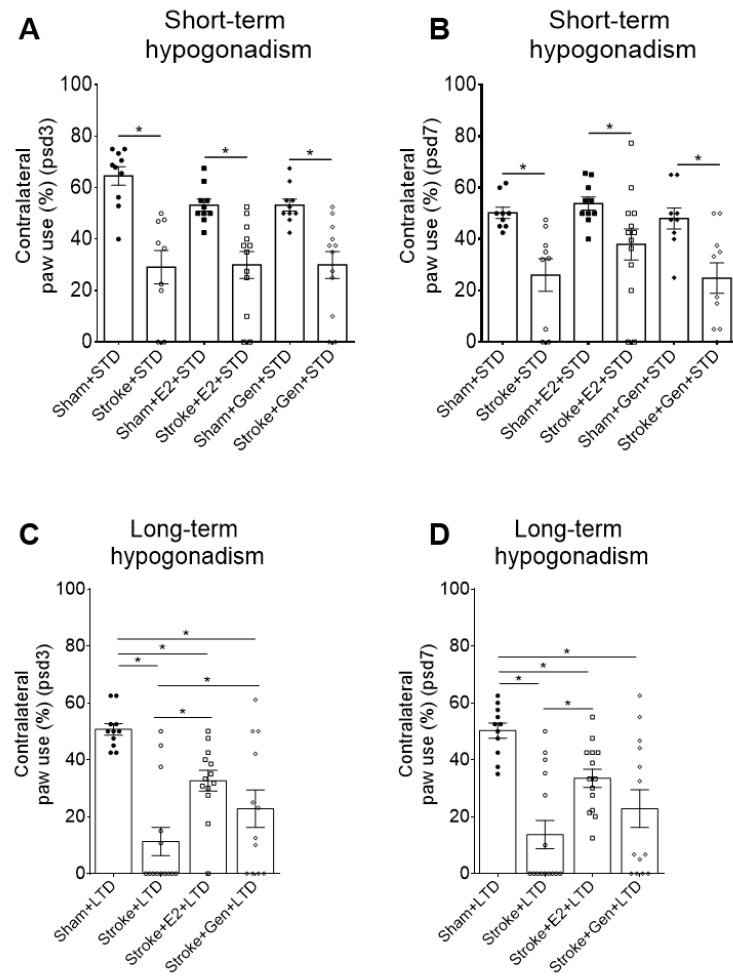 A
Short-term
hypogonadism
Contralateral
paw use (%) (psd3)
100
80
60
40
20
0
*
*
*
Sham+STD
Stroke+STD
Sham+E2+STD
Stroke+E2+STD
Sham+Gen+STD
Stroke+Gen+STD
B
Short-term
hypogonadism
Contralateral
paw use (%) (psd7)
100
80
60
40
20
0
*
*
*
Sham+STD
Stroke+STD
Sham+E2+STD
Stroke+E2+STD
Sham+Gen+STD
Stroke+Gen+STD
C
Long-term
hypogonadism
Contralateral
paw use (%) (psd3)
100
80
60
40
20
0
*
*
*
*
*
Sham+LTD
Stroke+LTD
Stroke+E2+LTD
Stroke+Gen+LTD
D
Long-term
hypogonadism
Contralateral
paw use (%) (psd7)
100
80
60
40
20
0
*
*
*
*
Sham+LTD
Stroke+LTD
Stroke+E2+LTD
Stroke+Gen+LTD